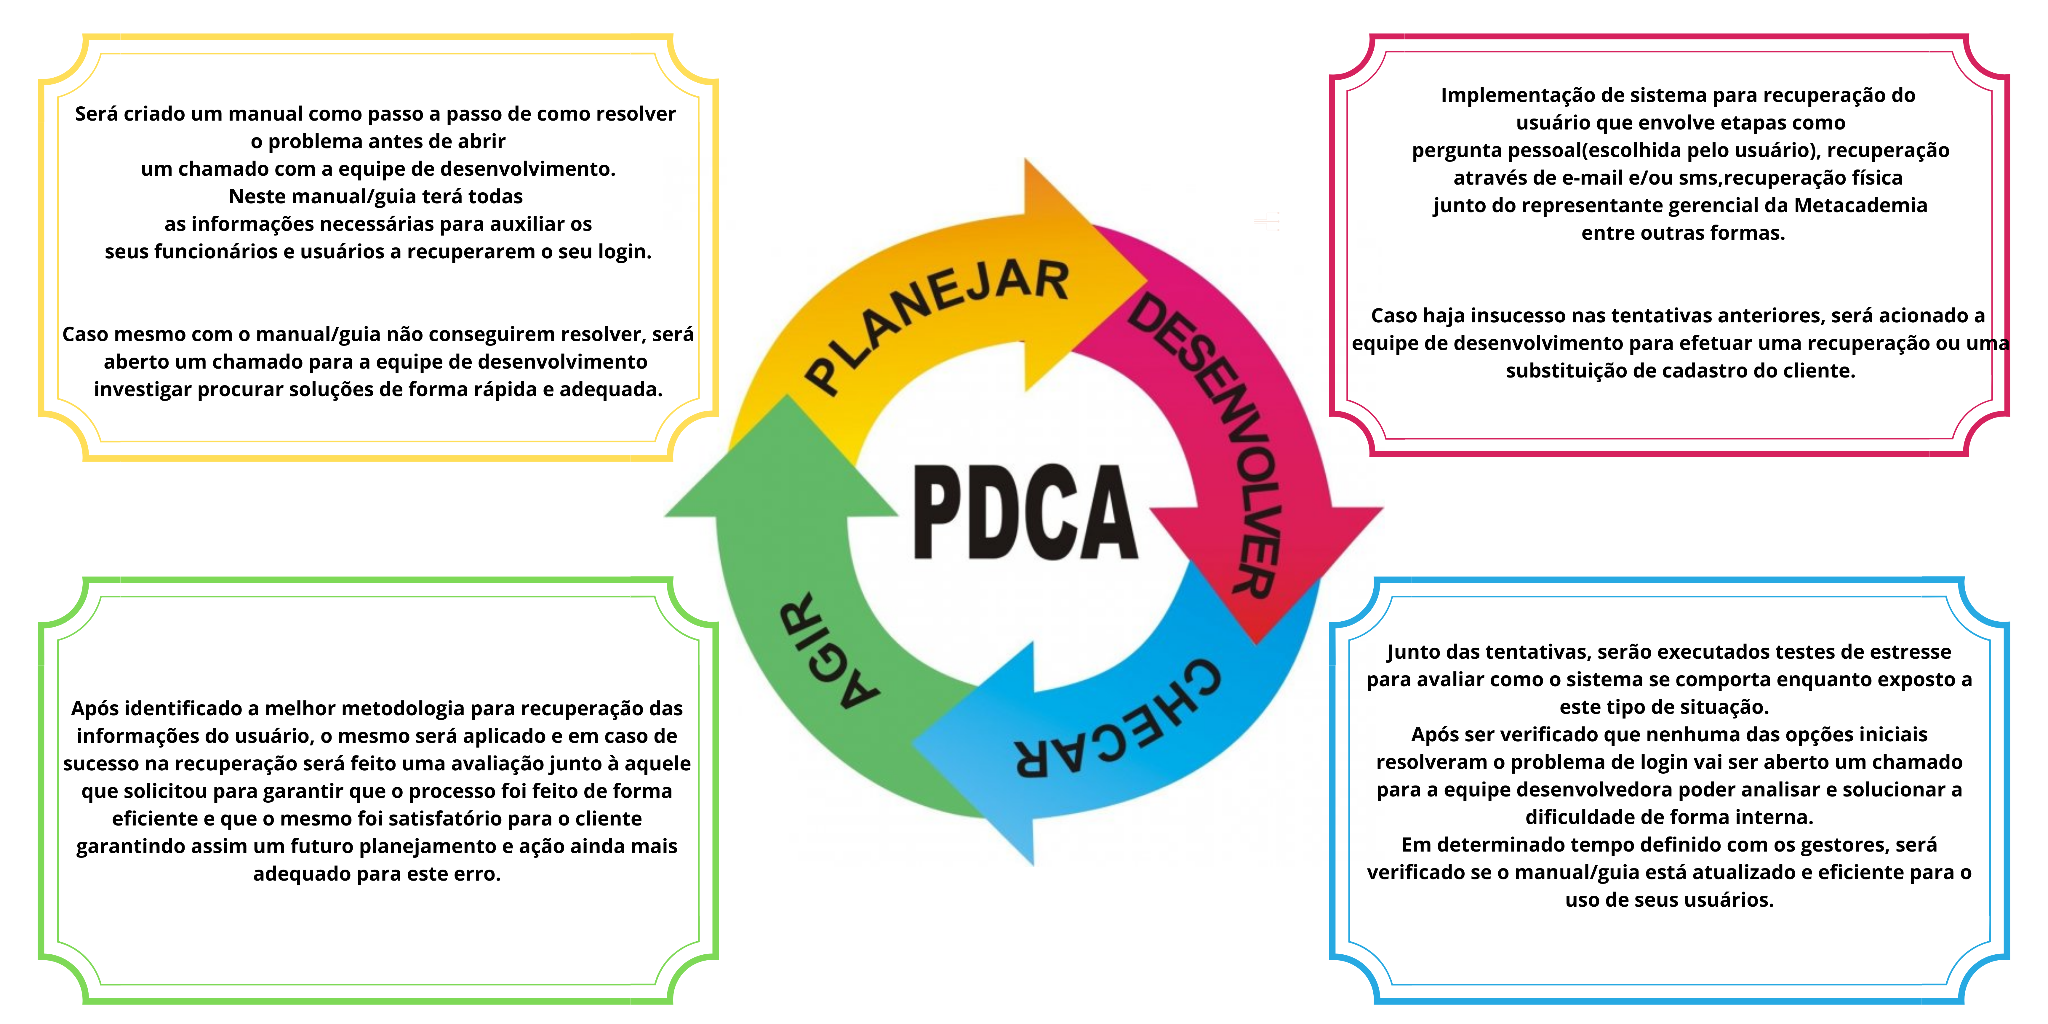 Será criado um manual como passo a passo de como resolver
o problema antes de abrir
um chamado com a equipe de desenvolvimento.
Neste manual/guia terá todas
as informações necessárias para auxiliar os
seus funcionários e usuários a recuperarem o seu login.
Caso mesmo com o manual/guia não conseguirem resolver, será
aberto um chamado para a equipe de desenvolvimento
investigar procurar soluções de forma rápida e adequada.
Implementação de sistema para recuperação do
usuário que envolve etapas como
pergunta pessoal(escolhida pelo usuário), recuperação
através de e-mail e/ou sms,recuperação física
junto do representante gerencial da Metacademia
entre outras formas.
Caso haja insucesso nas tentativas anteriores, será acionado a
equipe de desenvolvimento para efetuar uma recuperação ou uma
substituição de cadastro do cliente.
PLANEJAR
DESENVOLVER
PDCA
CHECAR
AGIR
Após identificado a melhor metodologia para recuperação das
informações do usuário, o mesmo será aplicado e em caso de
sucesso na recuperação será feito uma avaliação junto à aquele
que solicitou para garantir que o processo foi feito de forma
eficiente e que o mesmo foi satisfatório para o cliente
garantindo assim um futuro planejamento e ação ainda mais
adequado para este erro.
Junto das tentativas, serão executados testes de estresse
para avaliar como o sistema se comporta enquanto exposto a
este tipo de situação.
Após ser verificado que nenhuma das opções iniciais
resolveram o problema de login vai ser aberto um chamado
para a equipe desenvolvedora poder analisar e solucionar a
dificuldade de forma interna.
Em determinado tempo definido com os gestores, será
verificado se o manual/guia está atualizado e eficiente para o
uso de seus usuários.